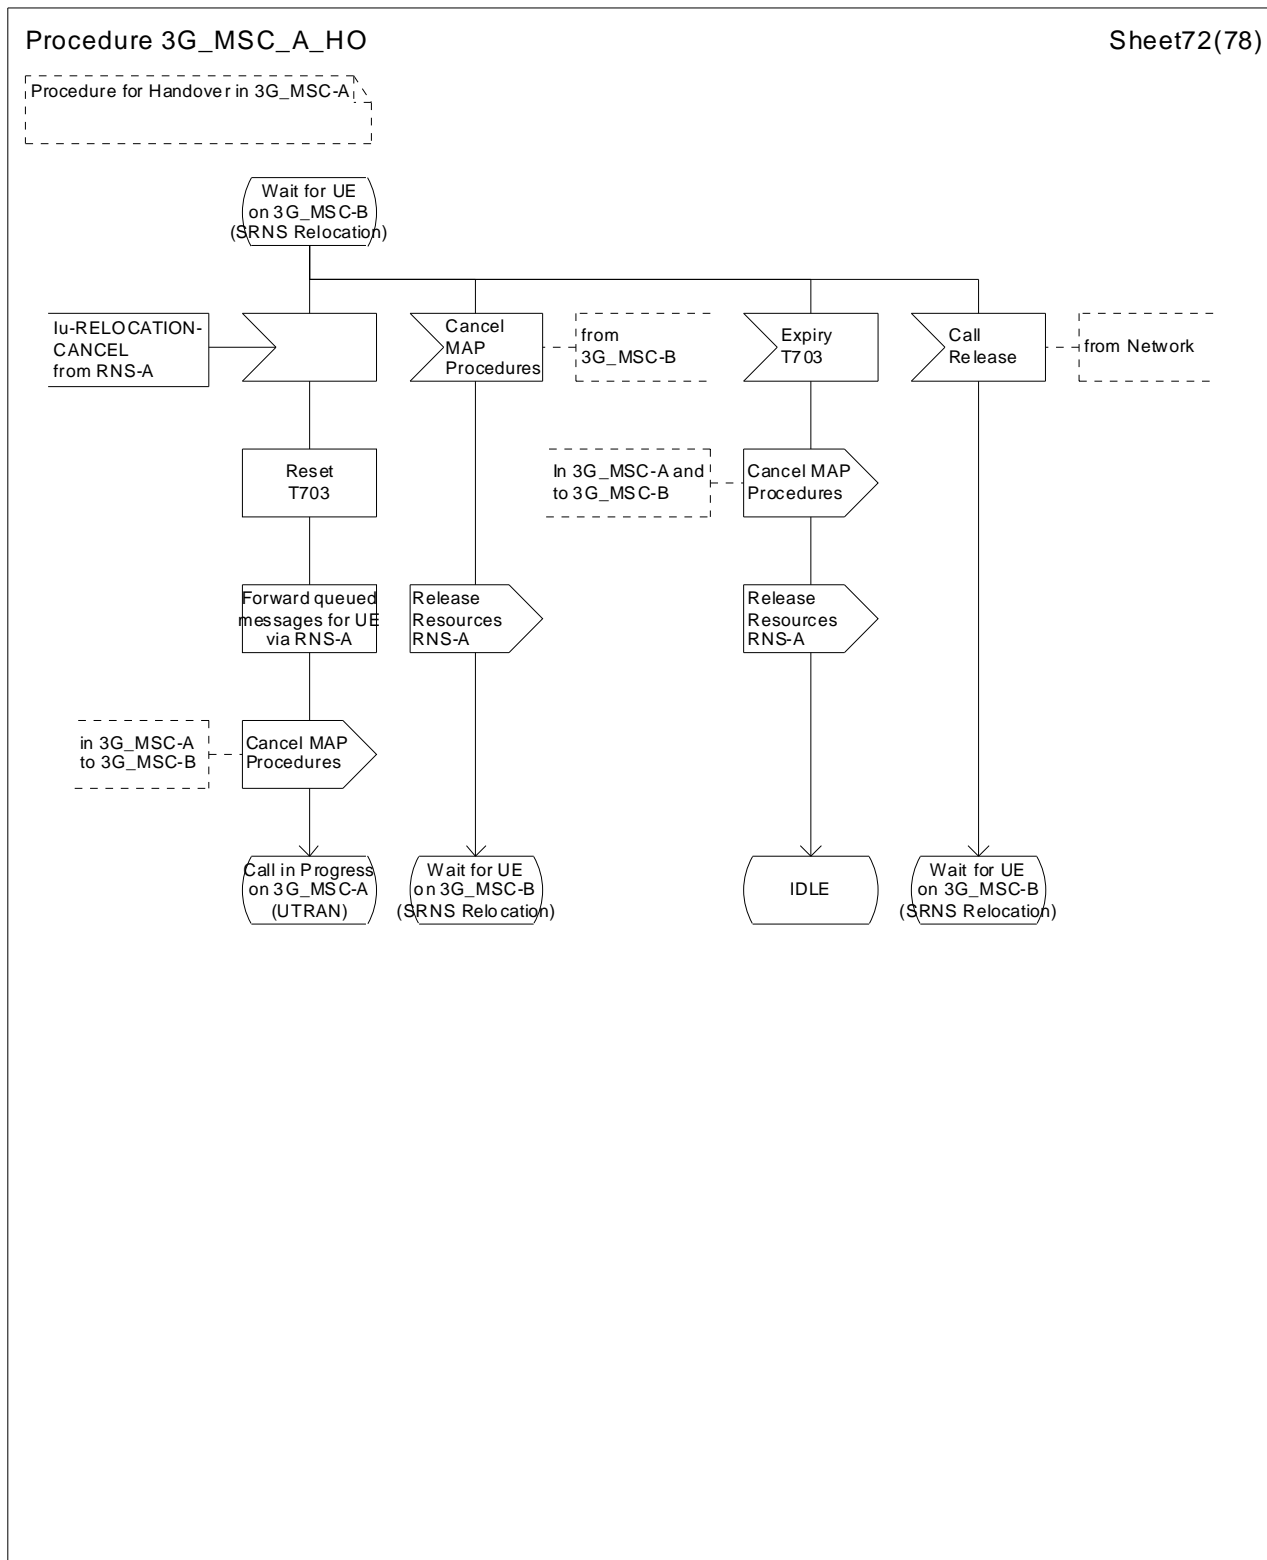 Procedure 3G_MSC_A_HO
Sheet72(78)
Procedure for Handover in 3G_MSC-A
Wait for UE
on 3G_MSC-B
(SRNS Relocation)
Iu-RELOCATION-
CANCEL
from RNS-A
Cancel
MAP
Procedures
from
3G_MSC-B
Expiry
T703
Call
Release
from Network
Reset
T703
In 3G_MSC-A and
to 3G_MSC-B
Cancel MAP
Procedures
Forward queued
messages for UE
via RNS-A
Release
Resources
RNS-A
Release
Resources
RNS-A
in 3G_MSC-A
to 3G_MSC-B
Cancel MAP
Procedures
Call in Progress
on 3G_MSC-A
(UTRAN)
Wait for UE
on 3G_MSC-B
(SRNS Relocation)
IDLE
Wait for UE
on 3G_MSC-B
(SRNS Relocation)